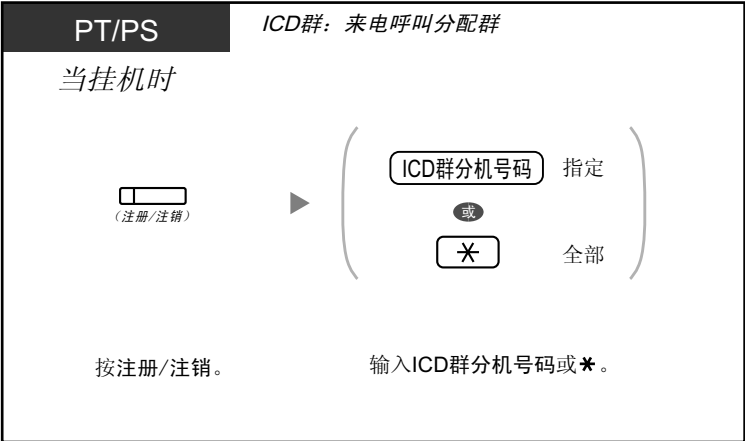 PT/PS
ICD群：来电呼叫分配群
当挂机时
ICD群分机号码 指定
或
（注册/注销）
* 全部
按注册/注销。
输入ICD群分机号码或*。